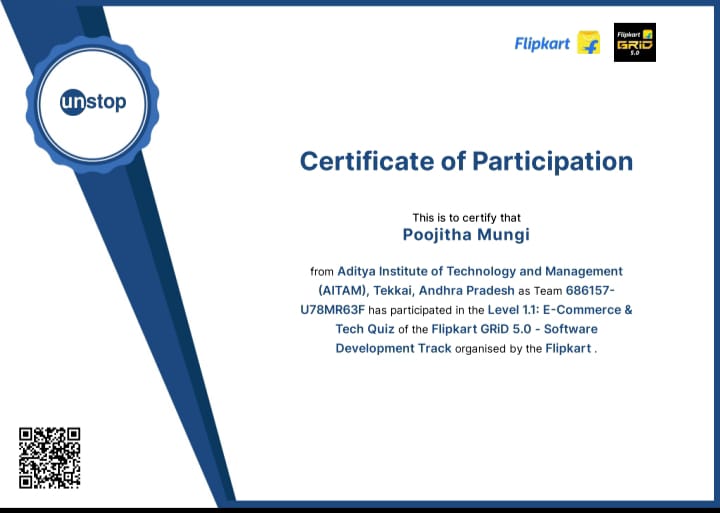 Flipkart
Flipkart
GRiD
5.0
unstop
Certificate of Participation
This is to certify that
Poojitha Mungi
from Aditya Institute of Technology and Management
(AITAM), Tekkai, Andhra Pradesh as Team 686157-
U78MR63F has participated in the Level 1.1: E-Commerce &
Tech Quiz of the Flipkart GRiD 5.0 - Software
Development Track organised by the Flipkart .